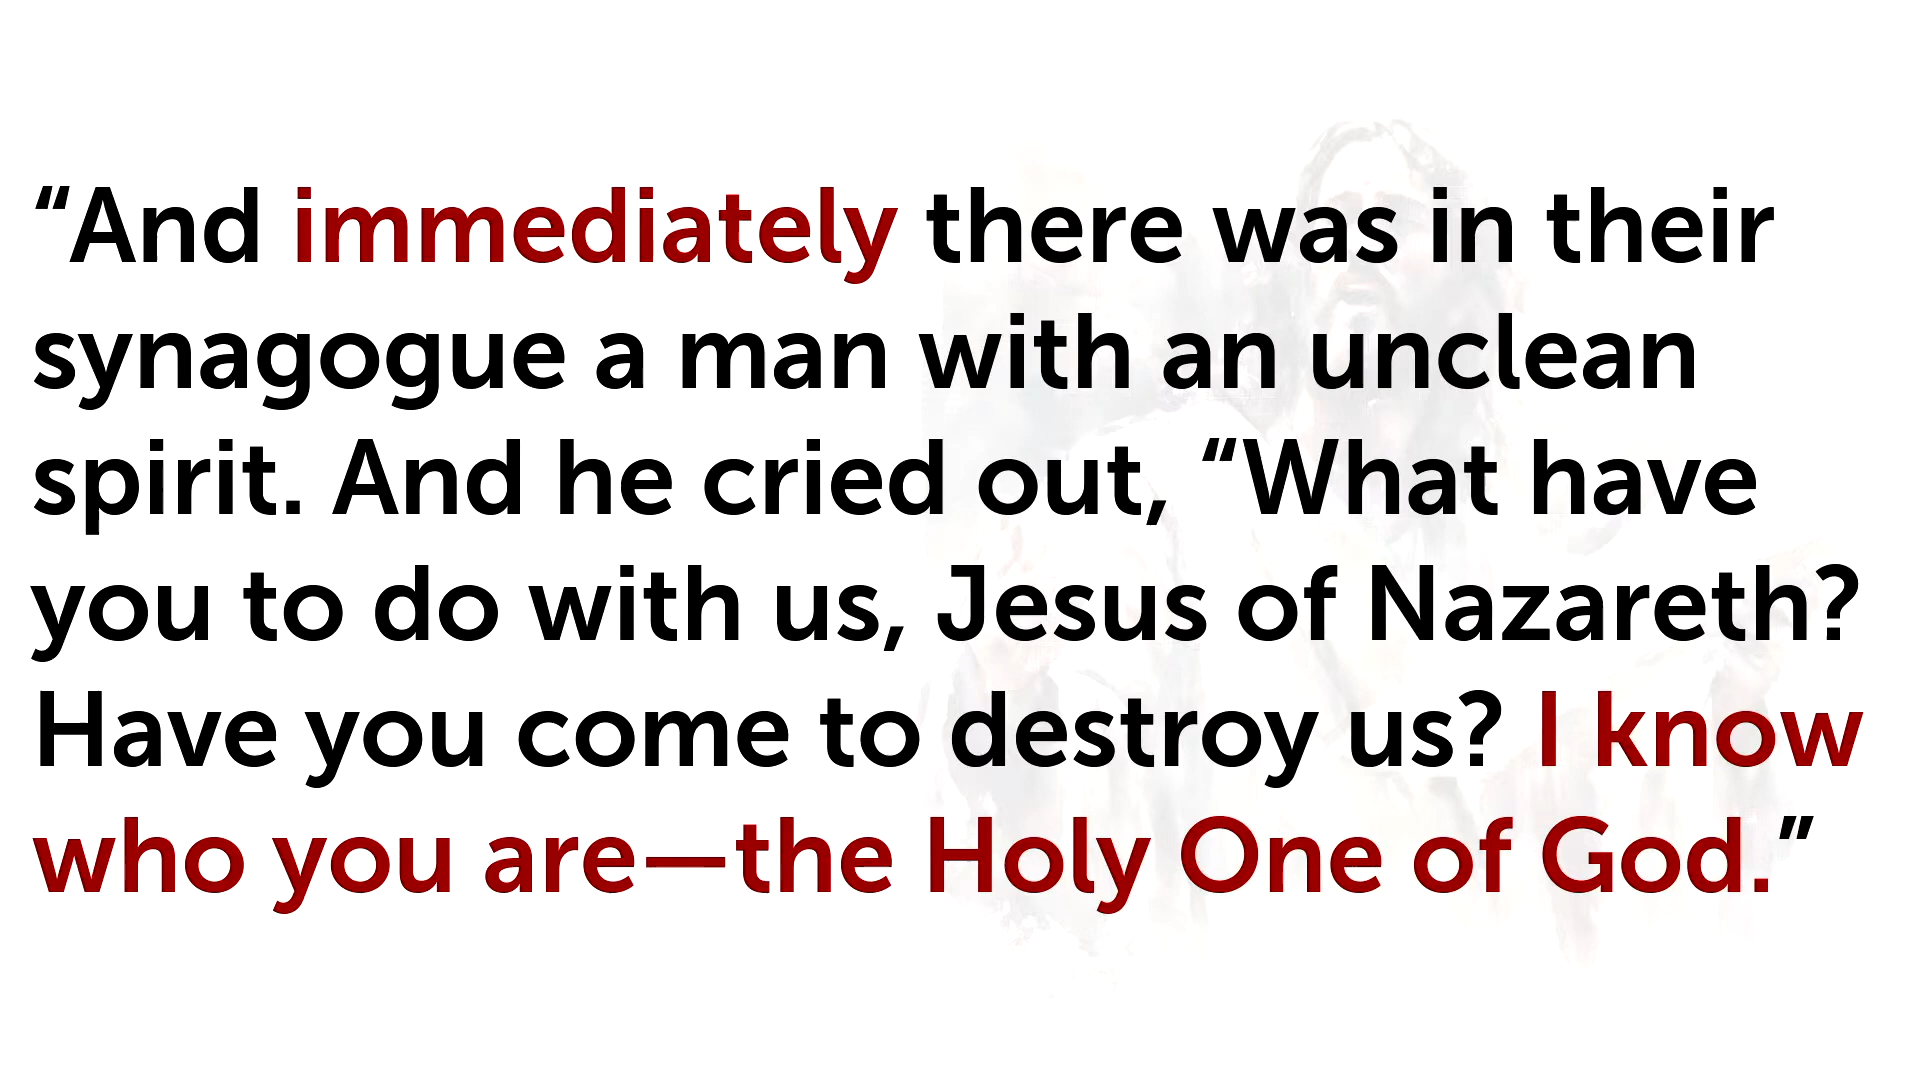 “And immediately there was in their
synagogue a man with an unclean
spirit. And he cried out, “What have
you to do with us, Jesus of Nazareth?
Have you come to destroy us? I know
who you are—the Holy One of God.”